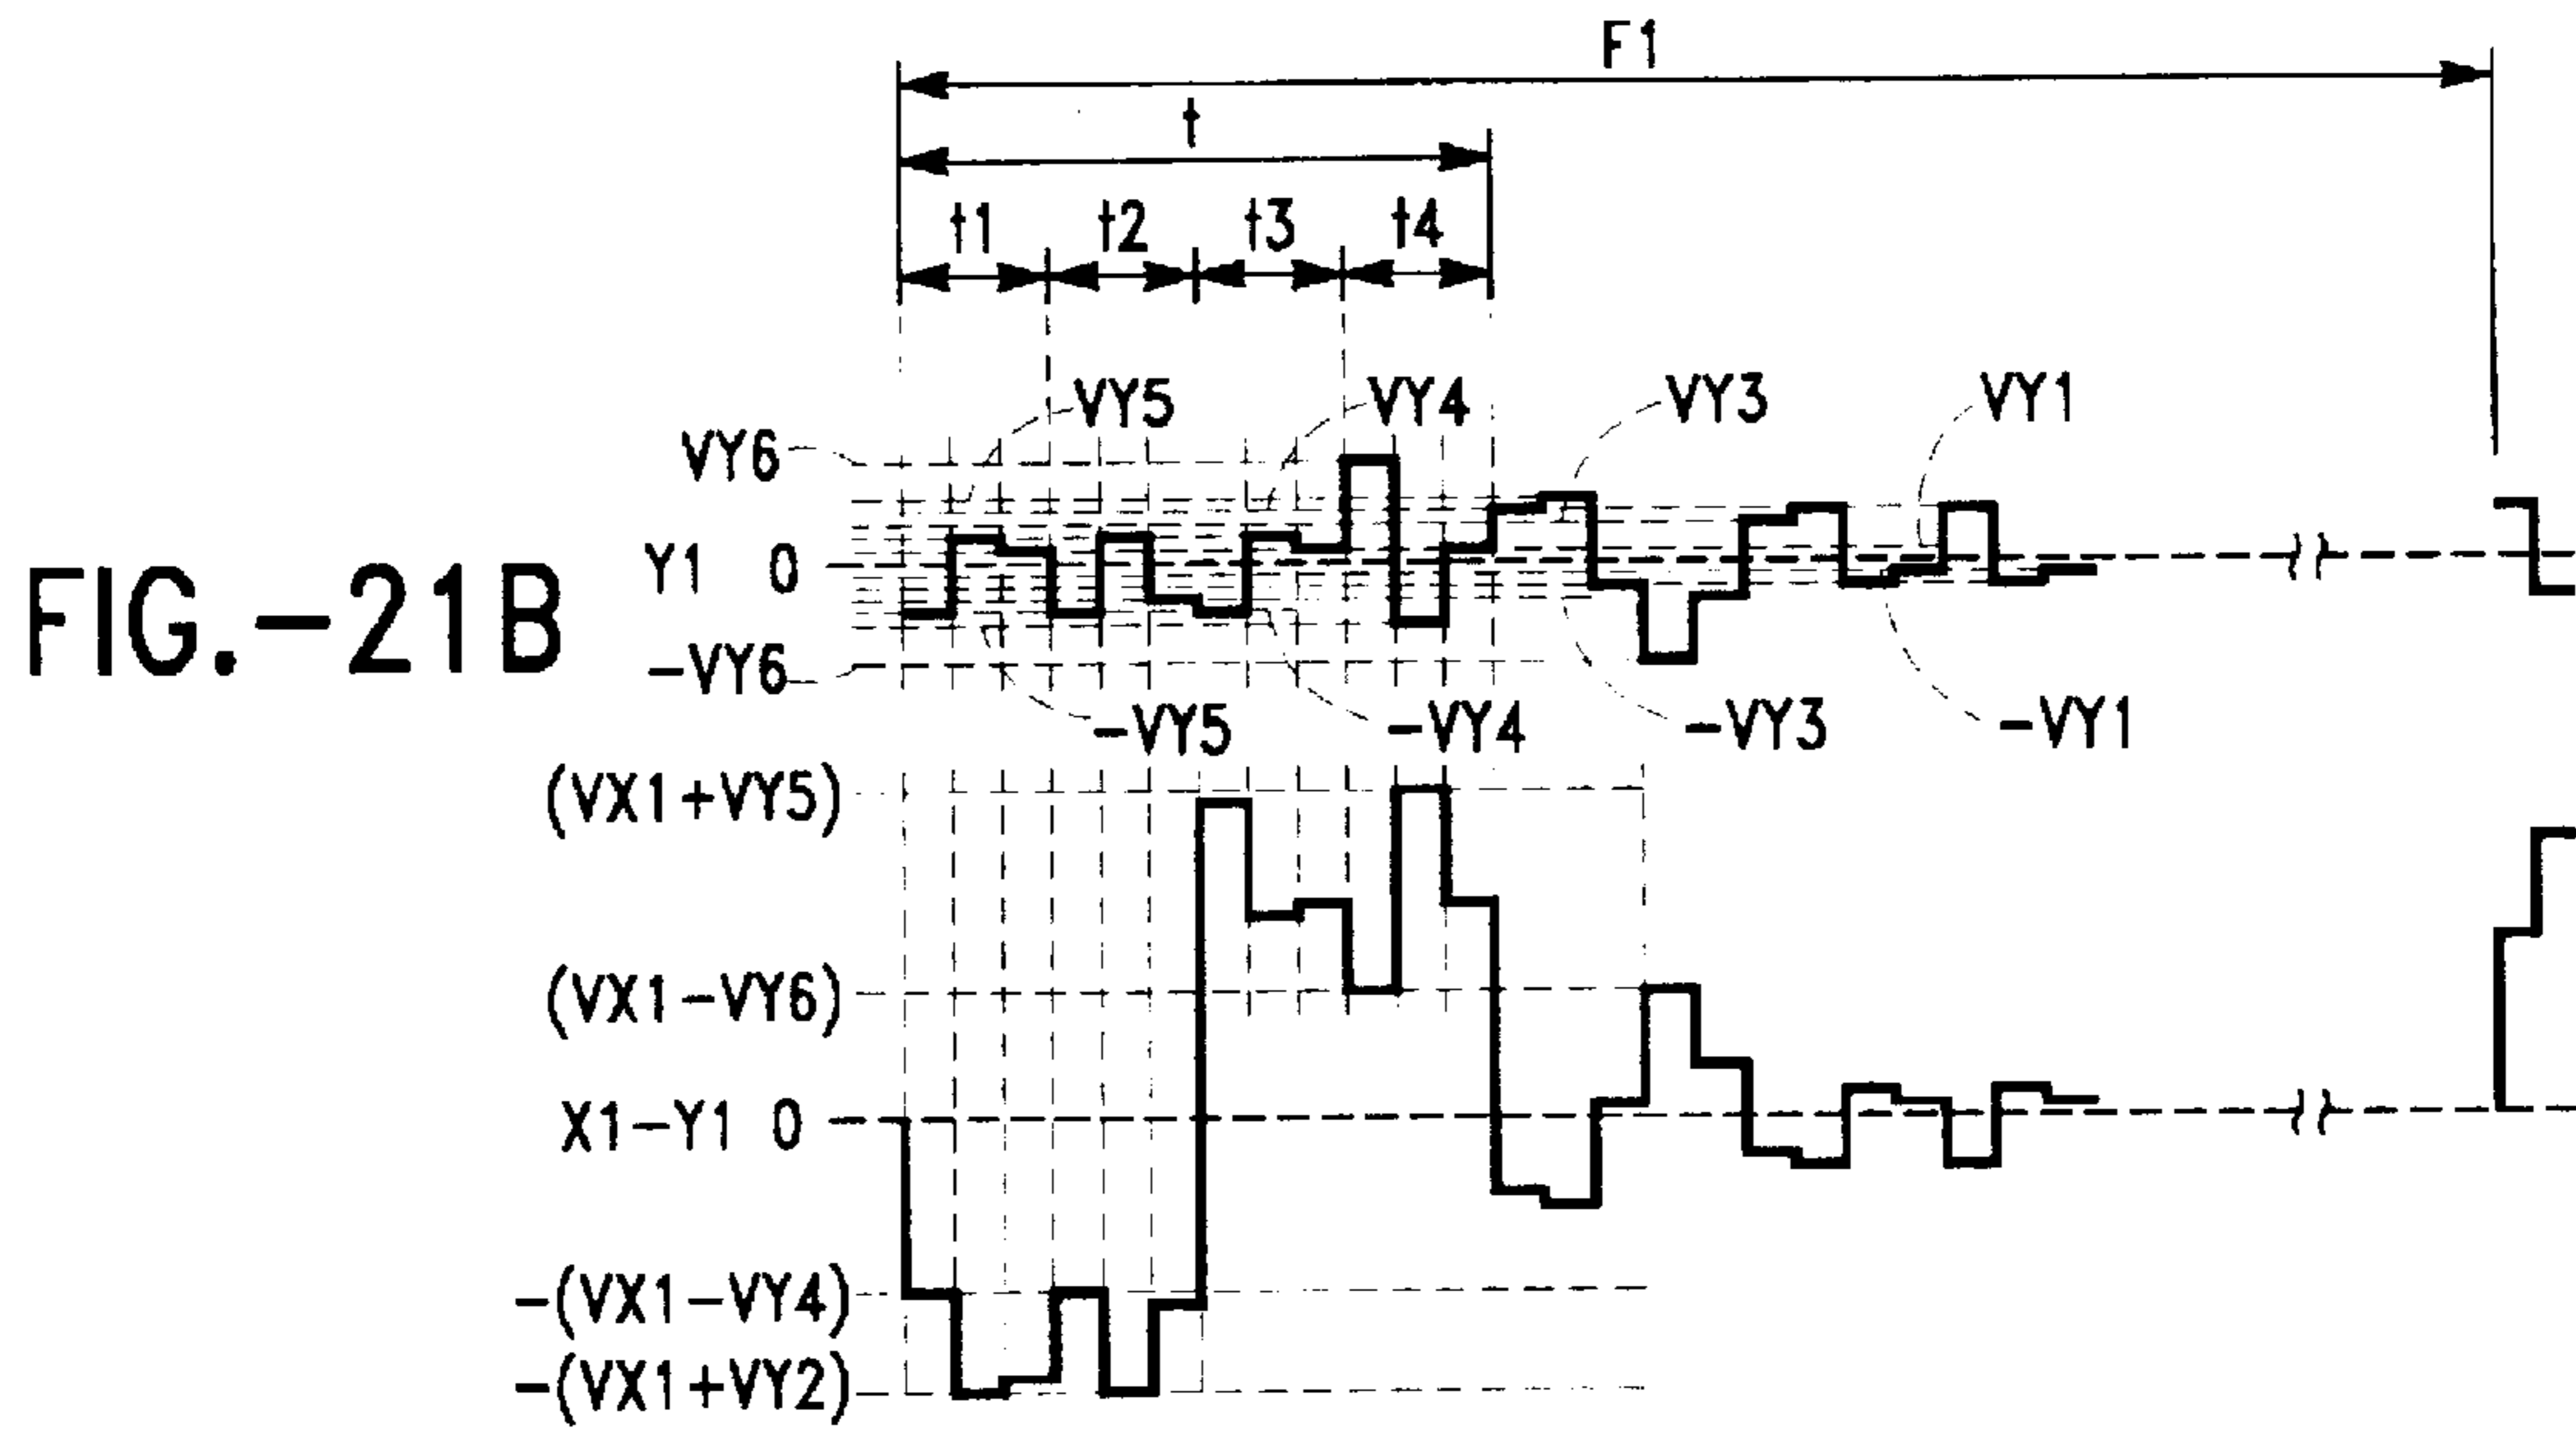 F1
t
t1 t2 t3 t4
VY5 VY4 VY3 VY1
VY6
Y1 0
FIG.-21B
-VY6
-VY5 -VY4 -VY3 -VY1
(VX1+VY5)
(VX1-VY6)
X1-Y1 0
-(VX1-VY4)
-(VX1+VY2)